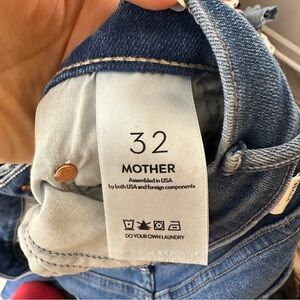 32
MOTHER
Assembled in USA
by both USA and foreign components
DO YOUR OWN LAUNDRY